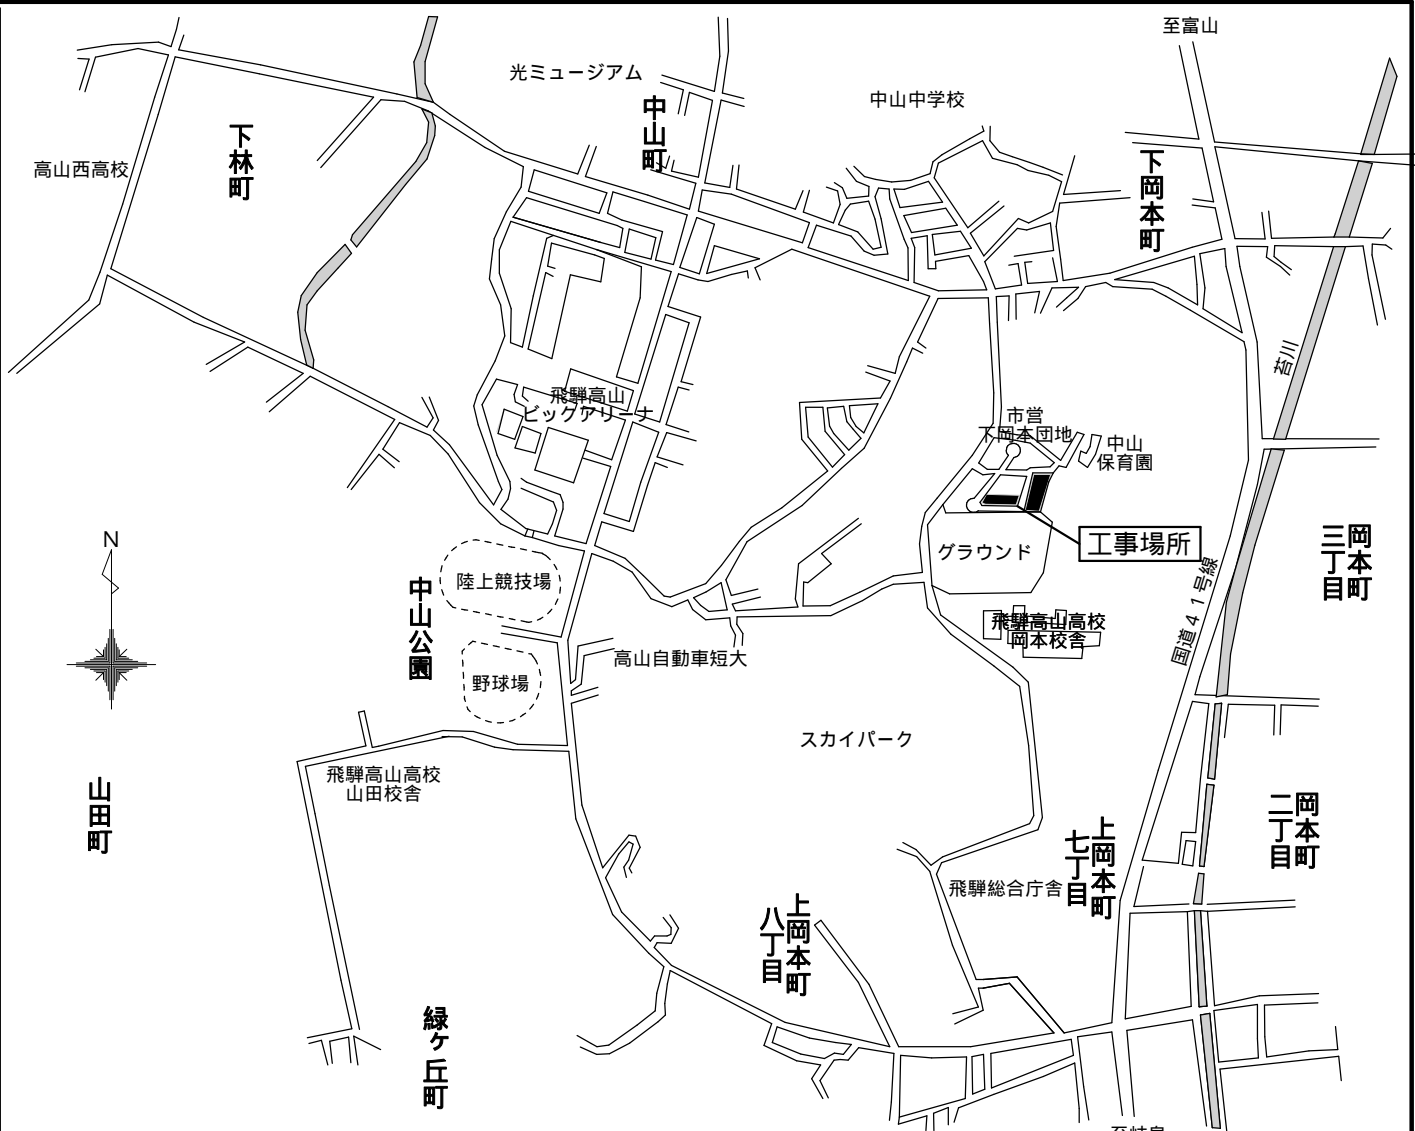 至富山
光ミュージアム
中山町
中山中学校
下林町
高山西高校
下岡本町
苔川
飛騨高山
ビッグアリーナ
市営
下岡本団地
中山
保育園
N
工事場所
グラウンド
岡本町
三丁目
陸上競技場
中山公園
国道41号線
飛騨高山高校
岡本校舎
高山自動車短大
野球場
スカイパーク
飛騨高山高校
山田校舎
山田町
岡本町
二丁目
上岡本町
七丁目
飛騨総合庁舎
上岡本町
八丁目
緑ヶ丘町